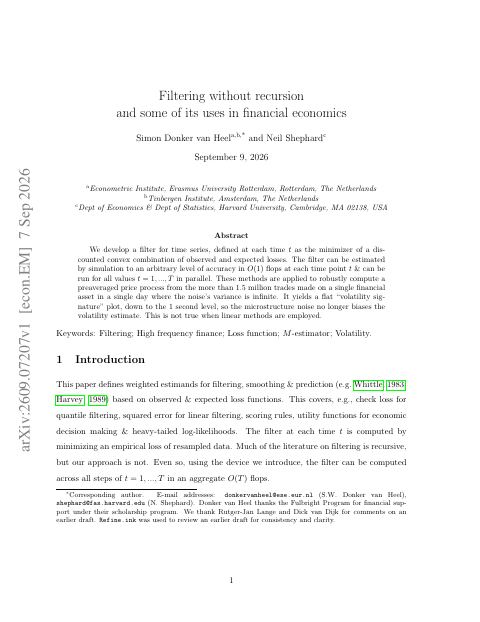 Filtering without recursion
and some of its uses in financial economics
Simon Donker van Heel^a,b,* and Neil Shephard^c
September 9, 2026
^aEconometric Institute, Erasmus University Rotterdam, Rotterdam, The Netherlands
^bTinbergen Institute, Amsterdam, The Netherlands
^cDept of Economics & Dept of Statistics, Harvard University, Cambridge, MA 02138, USA
Abstract
We develop a filter for time series, defined at each time t as the minimizer of a dis-
counted convex combination of observed and expected losses. The filter can be estimated
by simulation to an arbitrary level of accuracy in O(1) flops at each time point t & can be
run for all values t = 1, ..., T in parallel. These methods are applied to robustly compute a
preaveraged price process from the more than 1.5 million trades made on a single financial
asset in a single day where the noise's variance is infinite. It yields a flat "volatility sig-
nature" plot, down to the 1 second level, so the microstructure noise no longer biases the
volatility estimate. This is not true when linear methods are employed.
Keywords: Filtering; High frequency finance; Loss function; M-estimator; Volatility.
1 Introduction
This paper defines weighted estimands for filtering, smoothing & prediction (e.g. Whittle, 1983;
Harvey, 1989) based on observed & expected loss functions. This covers, e.g., check loss for
quantile filtering, squared error for linear filtering, scoring rules, utility functions for economic
decision making & heavy-tailed log-likelihoods. The filter at each time t is computed by
minimizing an empirical loss of resampled data. Much of the literature on filtering is recursive,
but our approach is not. Even so, using the device we introduce, the filter can be computed
across all steps of t = 1, ..., T in an aggregate O(T) flops.
*Corresponding author. E-mail addresses: donkervanheel@ese.eur.nl (S.W. Donker van Heel),
shephard@fas.harvard.edu (N. Shephard). Donker van Heel thanks the Fulbright Program for financial sup-
port under their scholarship program. We thank Rutger-Jan Lange and Dick van Dijk for comments on an
earlier draft. Refine.ink was used to review an earlier draft for consistency and clarity.
1
arXiv:2609.07207v1 [econ.EM] 7 Sep 2026